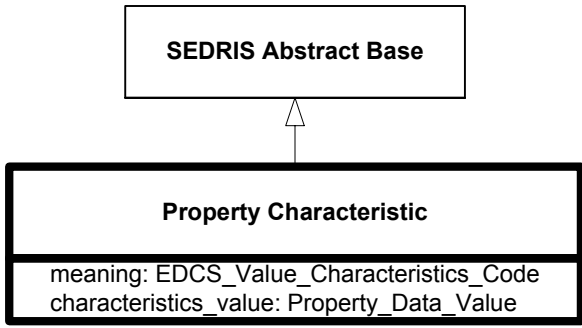 SEDRIS Abstract Base
Property Characteristic
meaning: EDCS_Value_Characteristics_Code
characteristics_value: Property_Data_Value